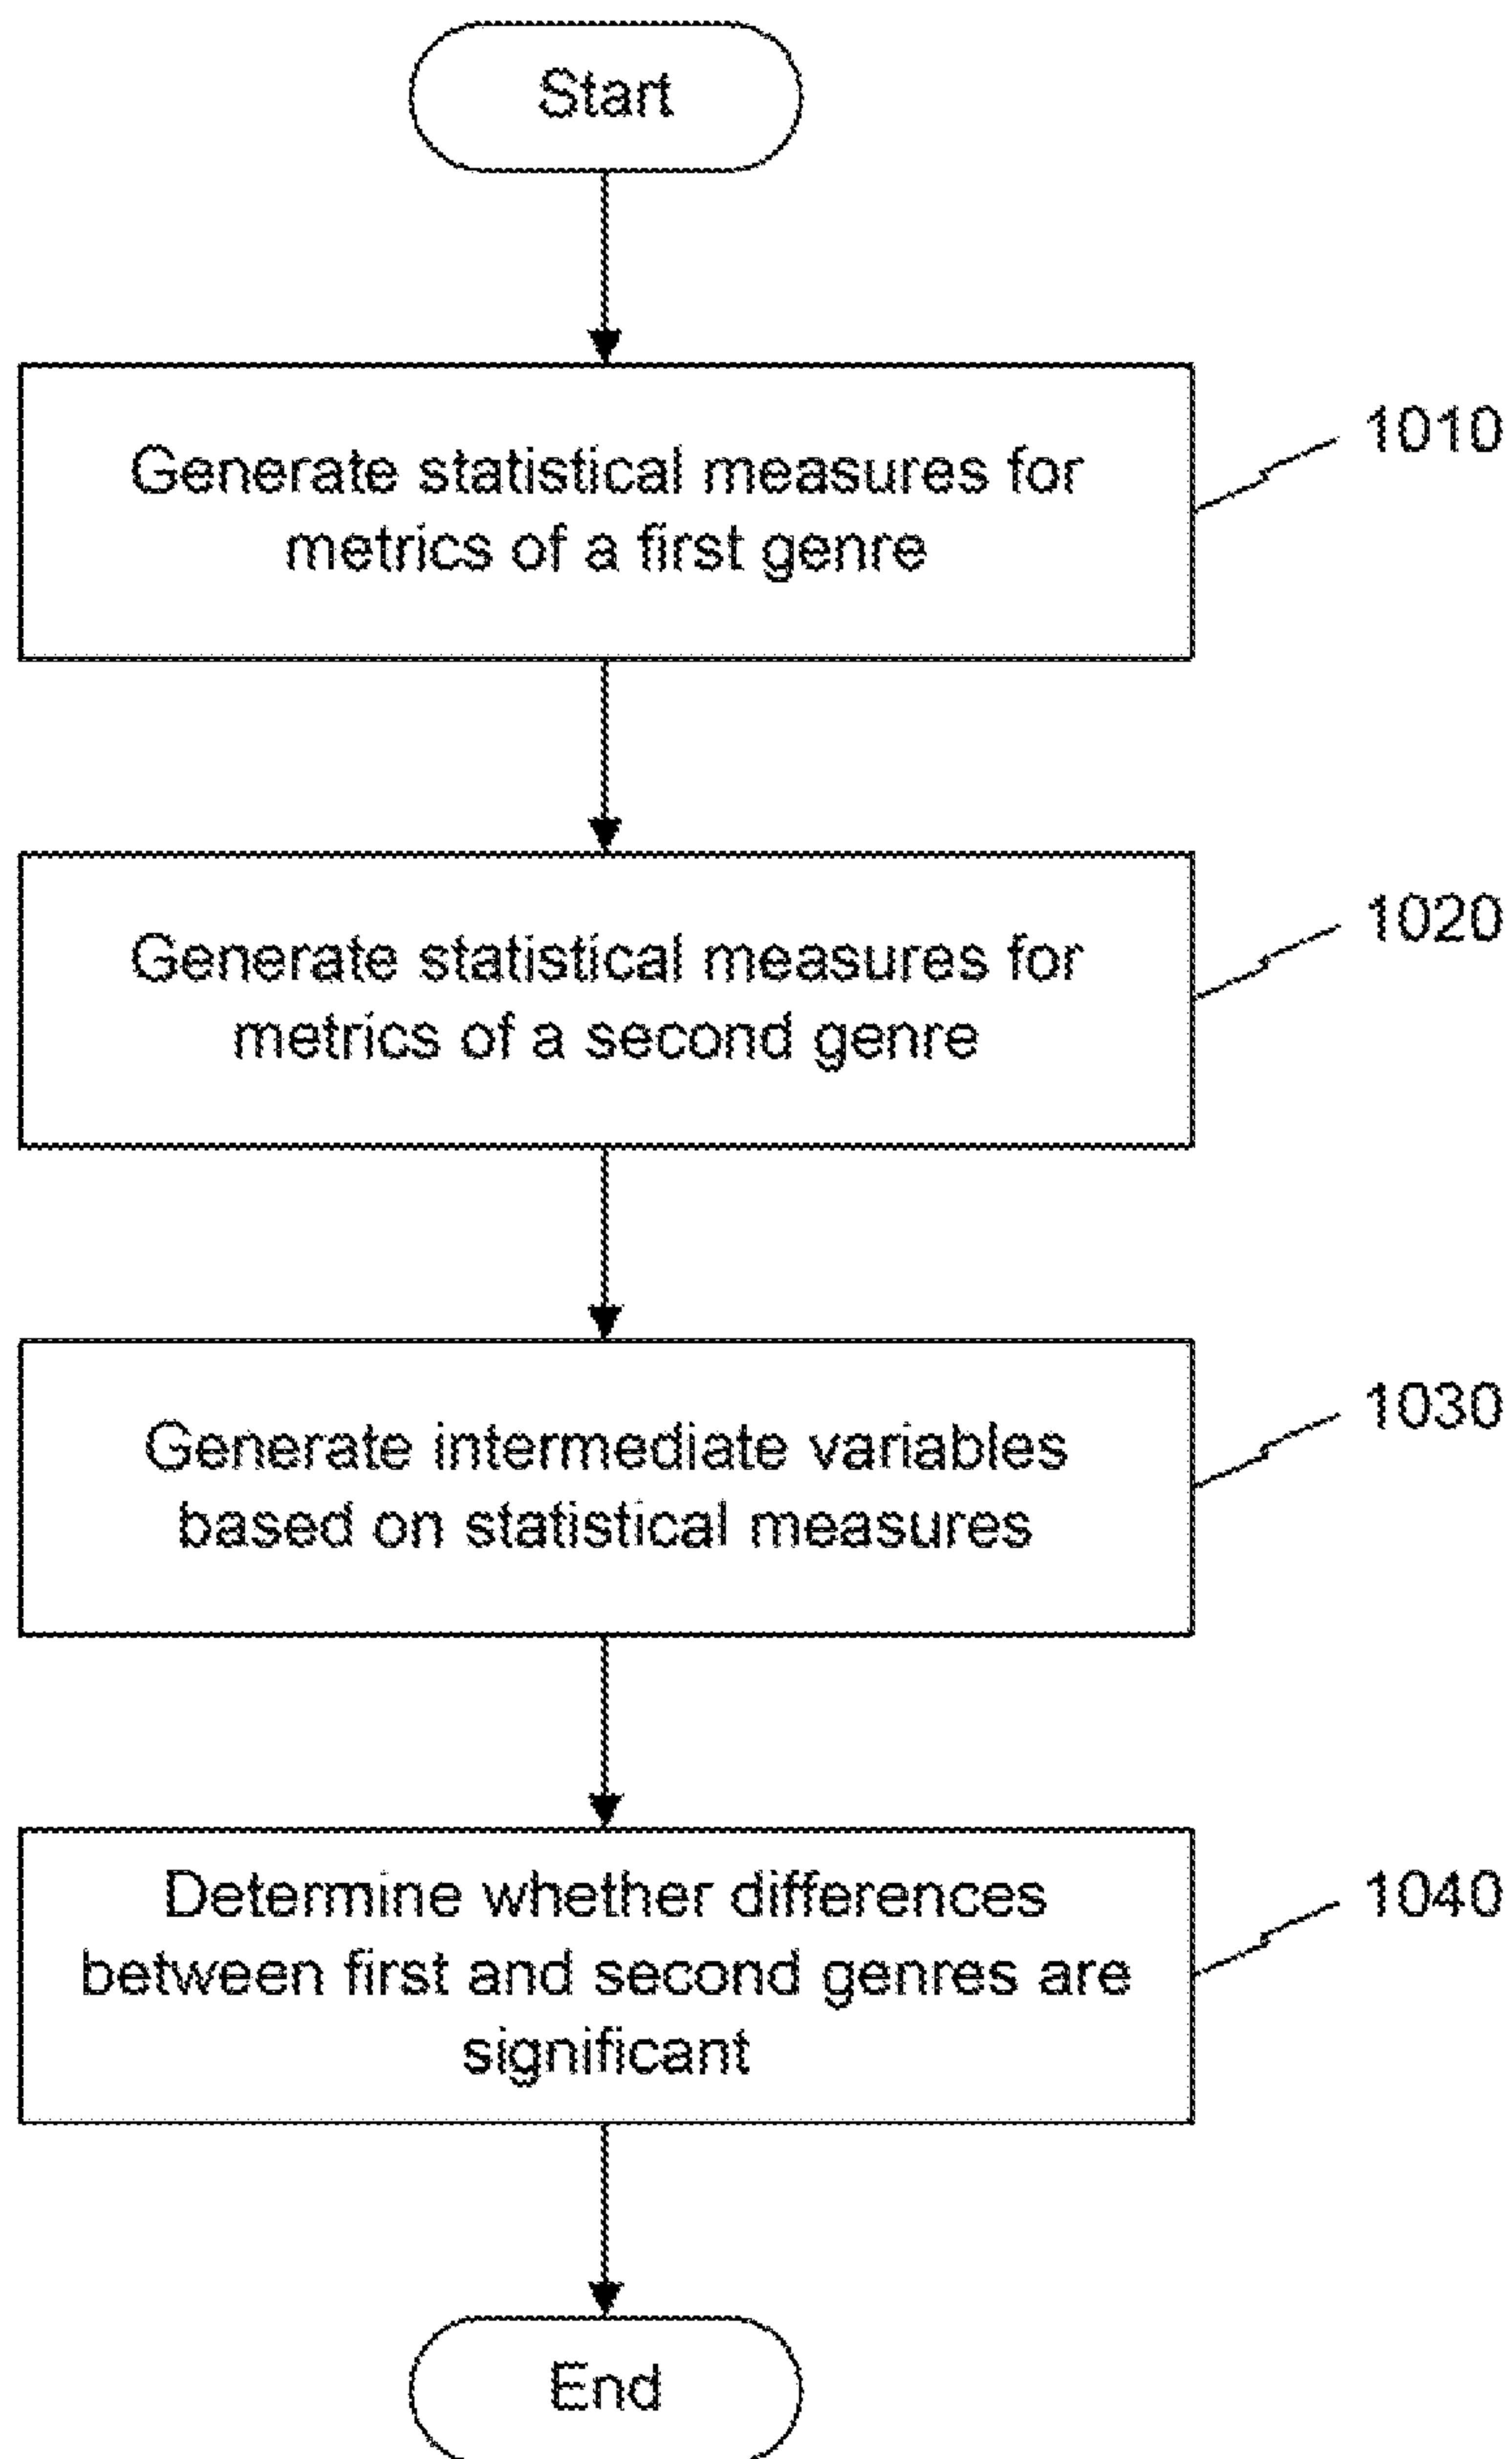 Start
Generate statistical measures for
metrics of a first genre
1010
Generate statistical measures for
metrics of a second genre
1020
Generate intermediate variables
based on statistical measures
1030
Determine whether differences
between first and second genres are
significant
1040
End